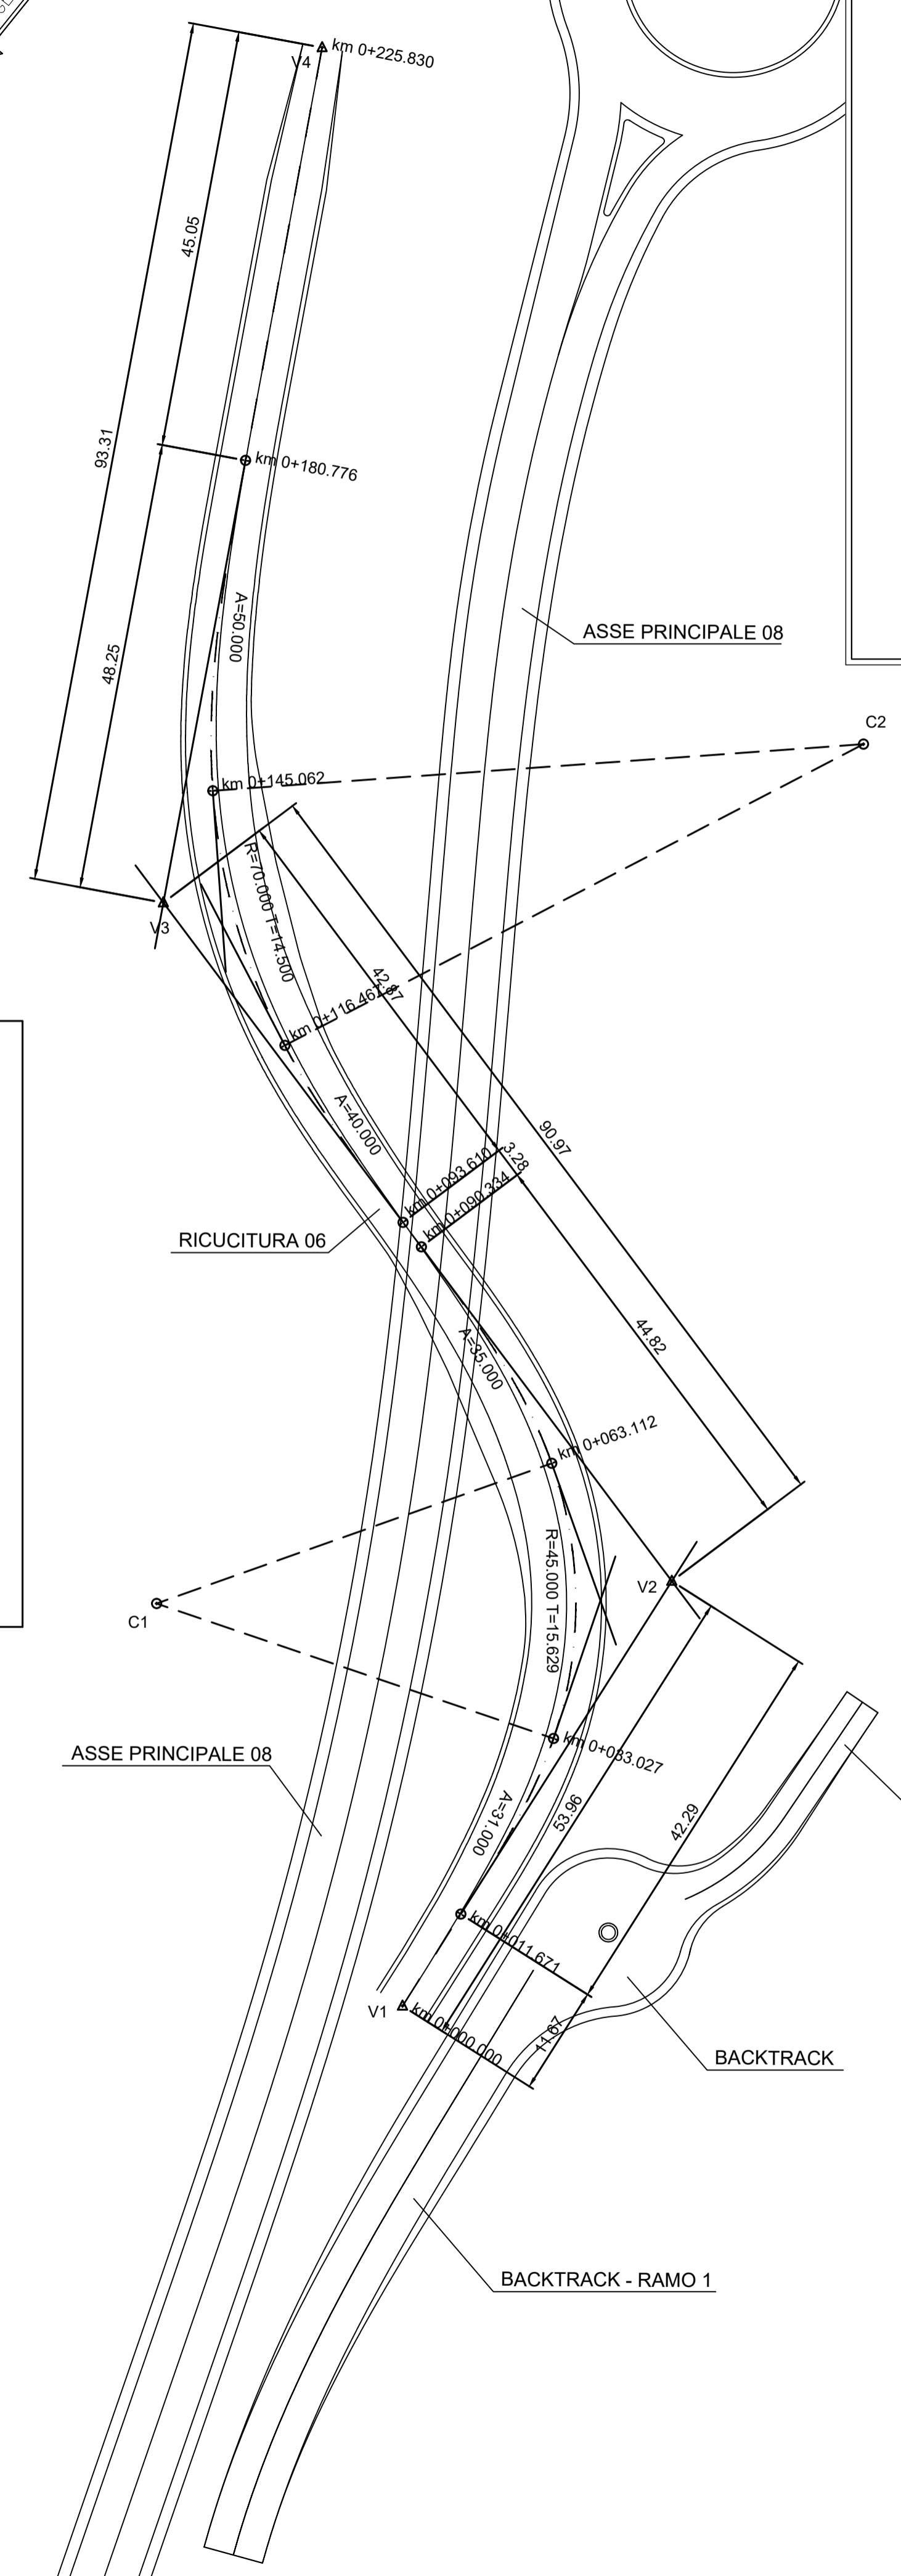 km 0+225.830
V4
45.05
93.31
km 0+180.776
A=50.000
ASSE PRINCIPALE 08
48.25
C2
km 0+145.062
R=70.000 T=14.500
V3
42.87
km 0+116.467
A=40.000
90.97
3.28
km 0+093.610
km 0+090.334
RICUCITURA 06
44.82
A=35.000
km 0+063.112
R=45.000 T=15.629
V2
C1
km 0+033.027
ASSE PRINCIPALE 08
A=31.000
53.96
42.29
km 0+011.671
V1
km 0+000.000
11.67
BACKTRACK
BACKTRACK - RAMO 1